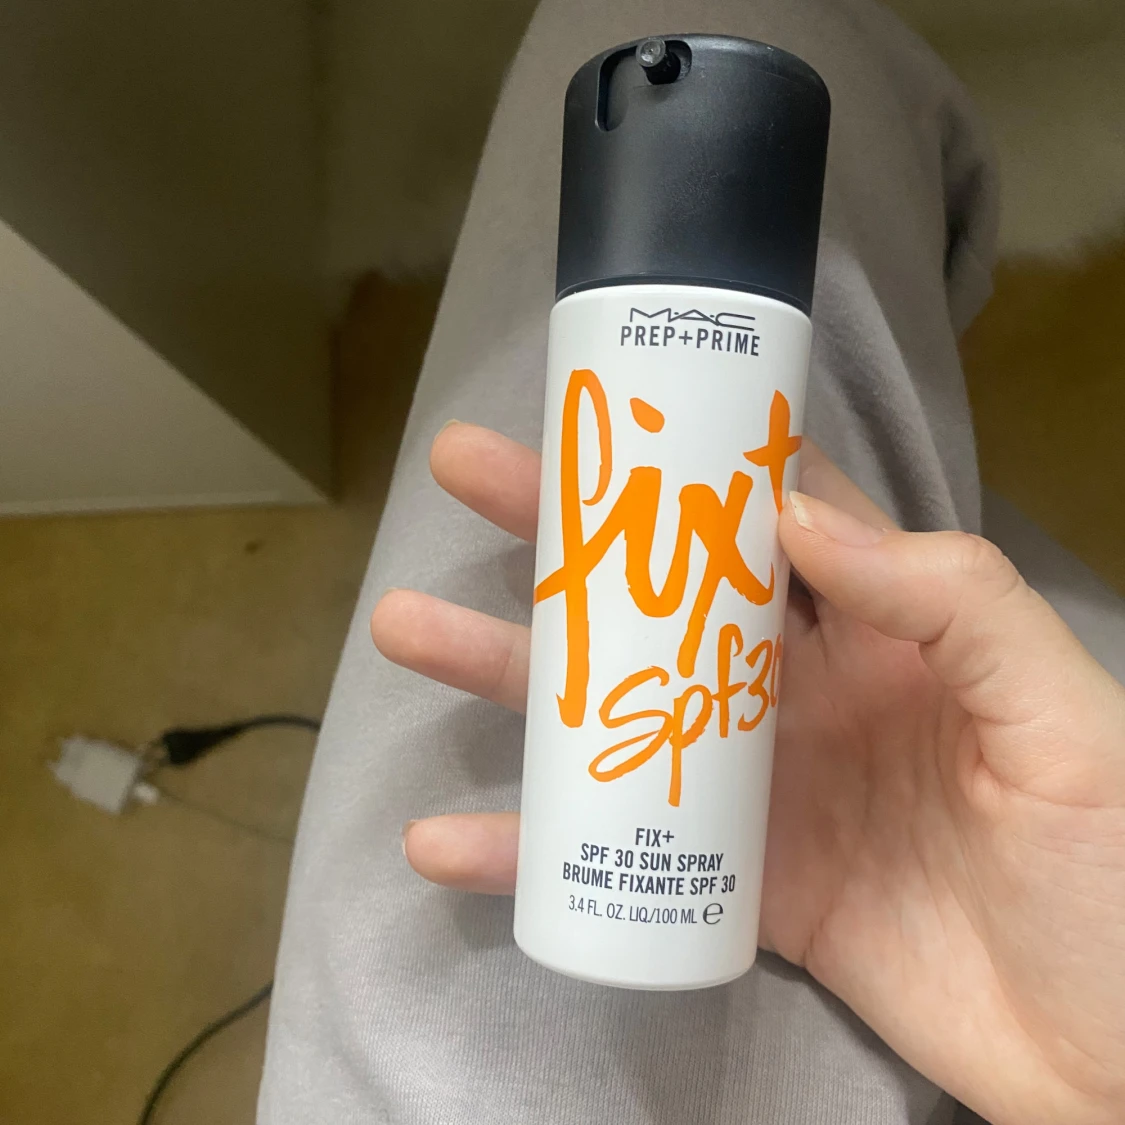 M·A·C
PREP+PRIME
fix+
spf30
FIX+
SPF 30 SUN SPRAY
BRUME FIXANTE SPF 30
3.4 FL. OZ. LIQ./100 ML ℮